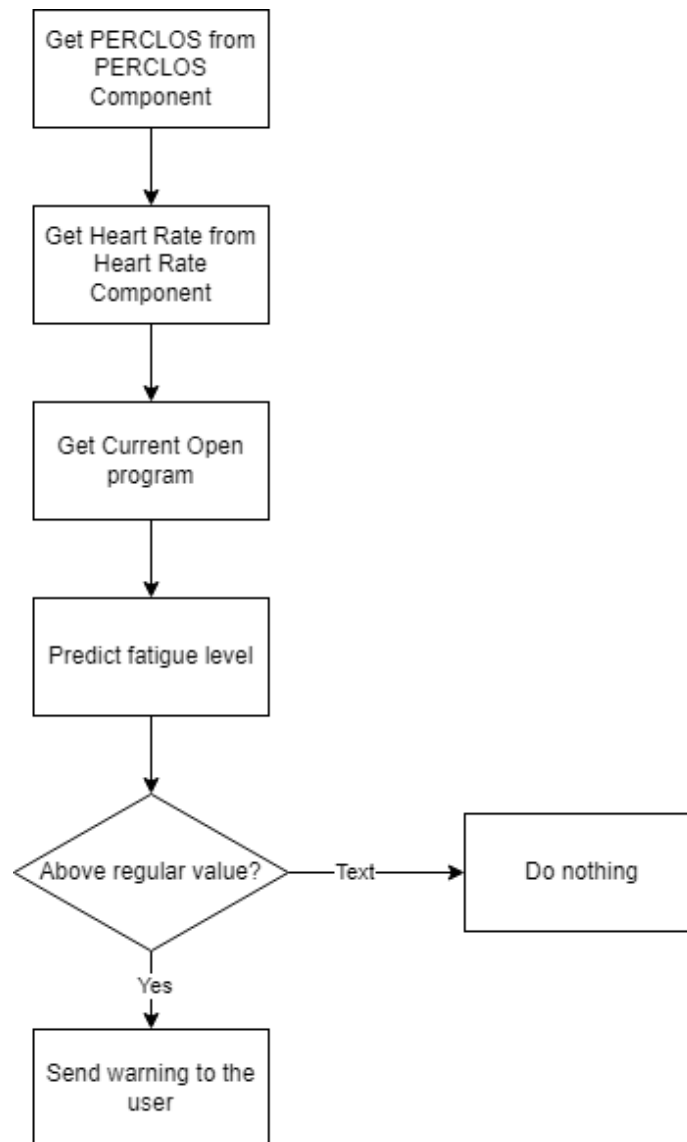 Get PERCLOS from
PERCLOS
Component
Get Heart Rate from
Heart Rate
Component
Get Current Open
program
Predict fatigue level
Above regular value?
Text
Do nothing
Yes
Send warning to the
user